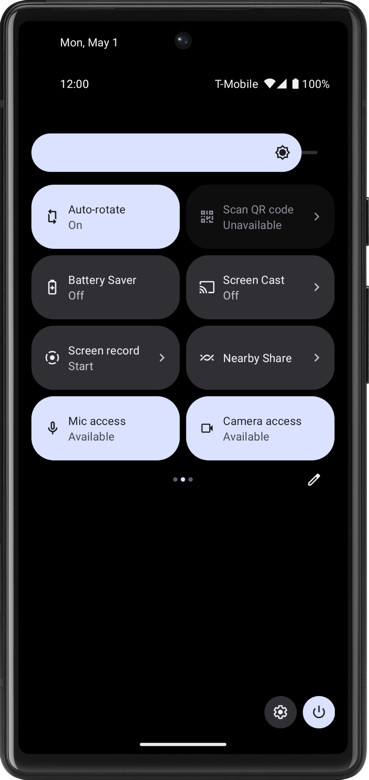 Mon, May 1
12:00
T-Mobile 100%
Auto-rotate
On
Scan QR code
Unavailable
Battery Saver
Off
Screen Cast
Off
Screen record
Start
Nearby Share
Mic access
Available
Camera access
Available